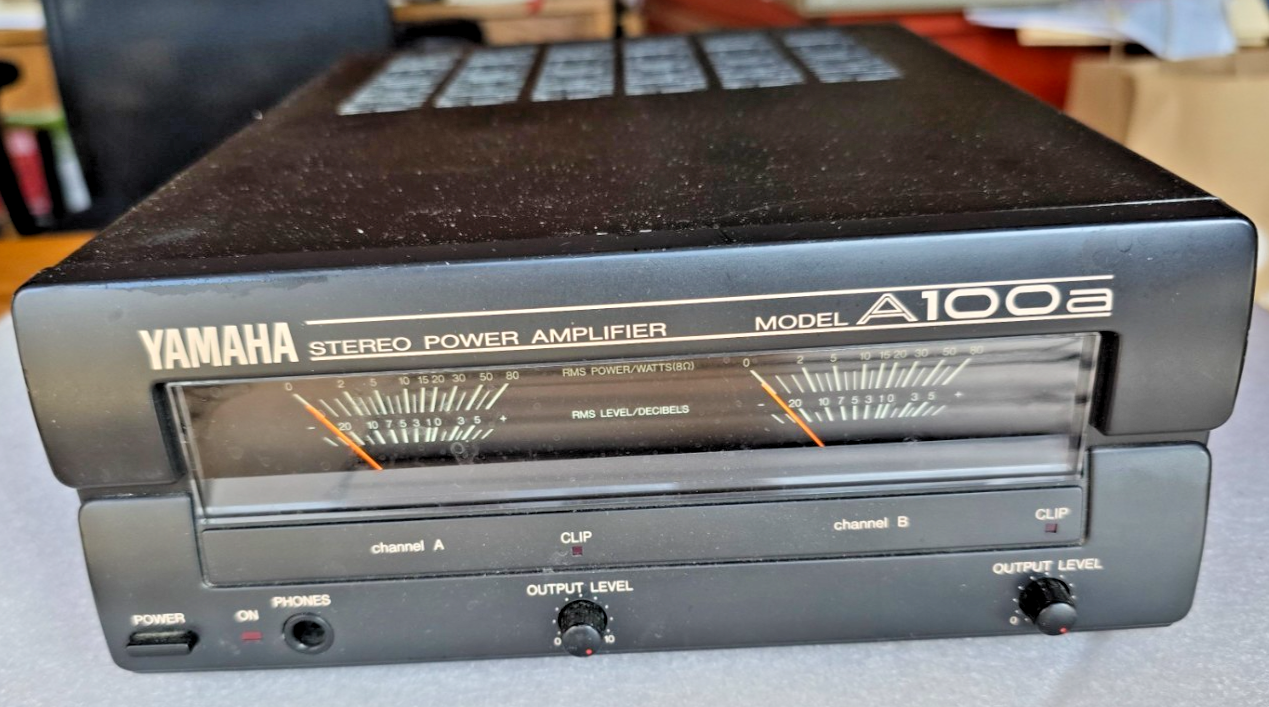 YAMAHA STEREO POWER AMPLIFIER MODEL A100a
0 2 5 10 15 20 30 50 80 RMS POWER/WATTS(8Ω) 0 2 5 10 15 20 30 50 80
- 20 10 7 5 3 1 0 3 5 + RMS LEVEL/DECIBELS - 20 10 7 5 3 1 0 3 5 +
channel A CLIP channel B CLIP
POWER ON PHONES OUTPUT LEVEL OUTPUT LEVEL
0 10 0